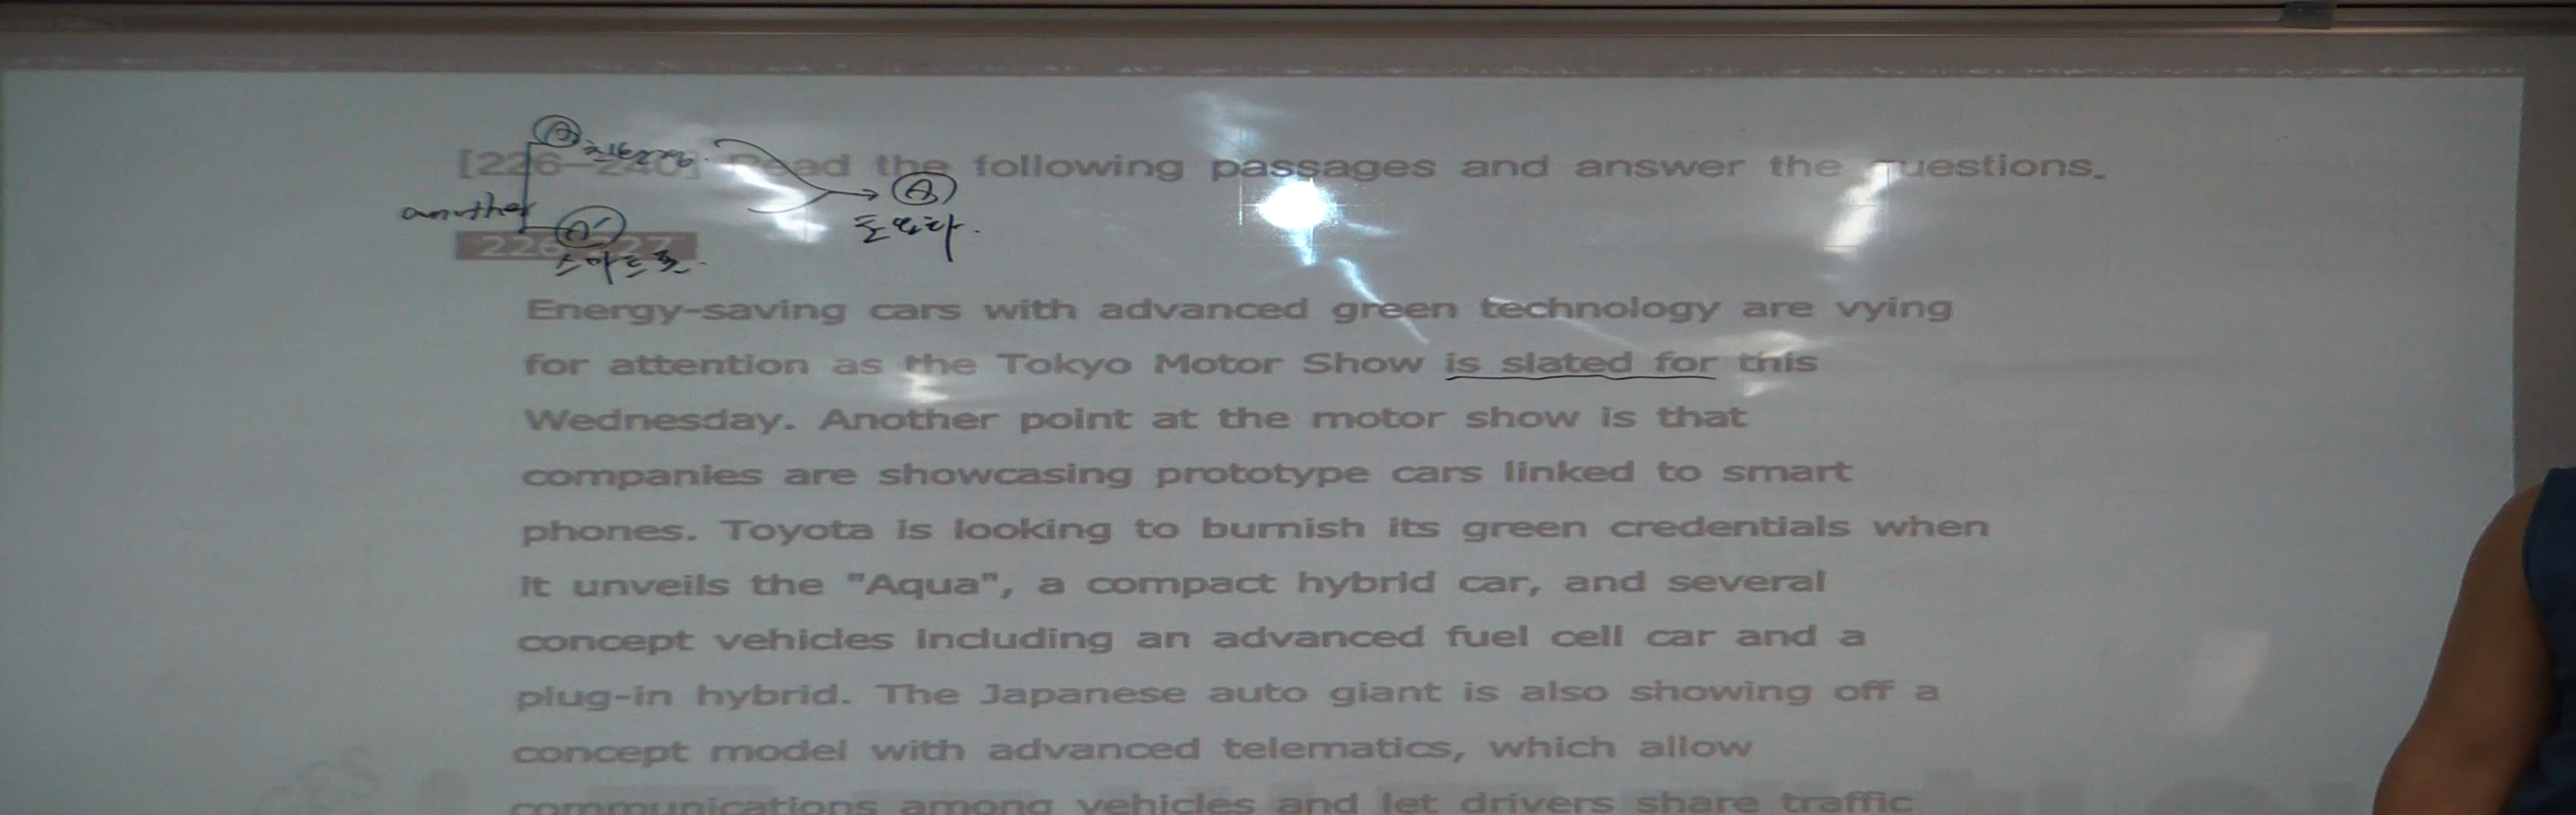 [226-240] Read the following passages and answer the questions.
another
스마트폰.
226-227
Energy-saving cars with advanced green technology are vying
for attention as the Tokyo Motor Show is slated for this
Wednesday. Another point at the motor show is that
companies are showcasing prototype cars linked to smart
phones. Toyota is looking to burnish its green credentials when
it unveils the "Aqua", a compact hybrid car, and several
concept vehicles including an advanced fuel cell car and a
plug-in hybrid. The Japanese auto giant is also showing off a
concept model with advanced telematics, which allow
communications among vehicles and let drivers share traffic